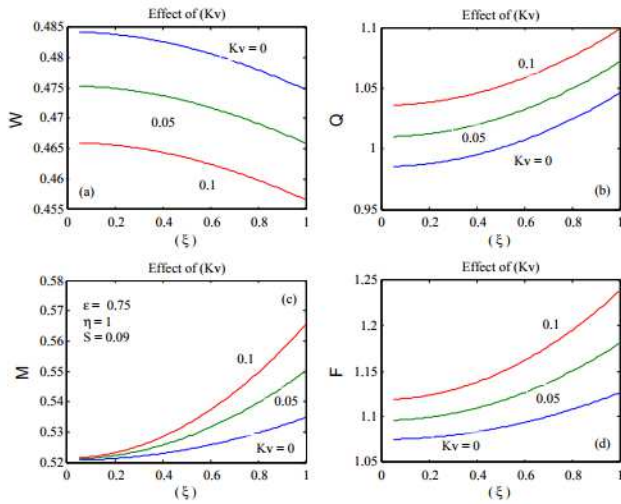 Effect of (Kv)
0.485
0.48
0.475
0.47
0.465
0.46
0.455
W
Kv = 0
0.05
0.1
(a)
0
0.2
0.4
0.6
0.8
1
( ξ )
Effect of (Kv)
1.1
1.05
1
0.95
Q
0.1
0.05
Kv = 0
(b)
0
0.2
0.4
0.6
0.8
1
( ξ )
Effect of (Kv)
0.58
0.57
0.56
0.55
0.54
0.53
0.52
M
ε = 0.75
η = 1
S = 0.09
(c)
0.1
0.05
Kv = 0
0
0.2
0.4
0.6
0.8
1
( ξ )
Effect of (Kv)
1.25
1.2
1.15
1.1
1.05
F
0.1
0.05
Kv = 0
(d)
0
0.2
0.4
0.6
0.8
1
( ξ )